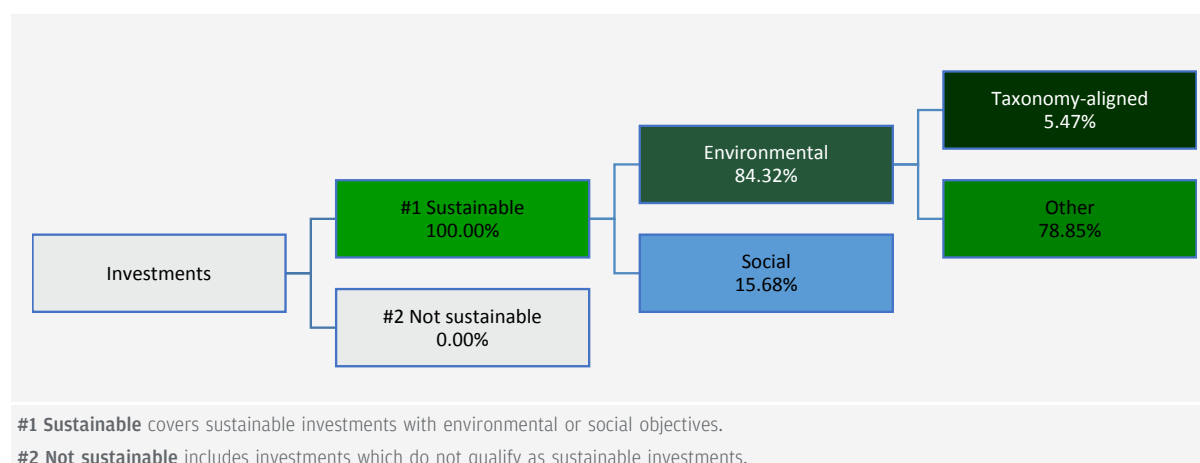 Taxonomy-aligned
5.47%
Environmental
84.32%
#1 Sustainable
100.00%
Other
78.85%
Investments
Social
15.68%
#2 Not sustainable
0.00%
#1 Sustainable covers sustainable investments with environmental or social objectives.
#2 Not sustainable includes investments which do not qualify as sustainable investments.